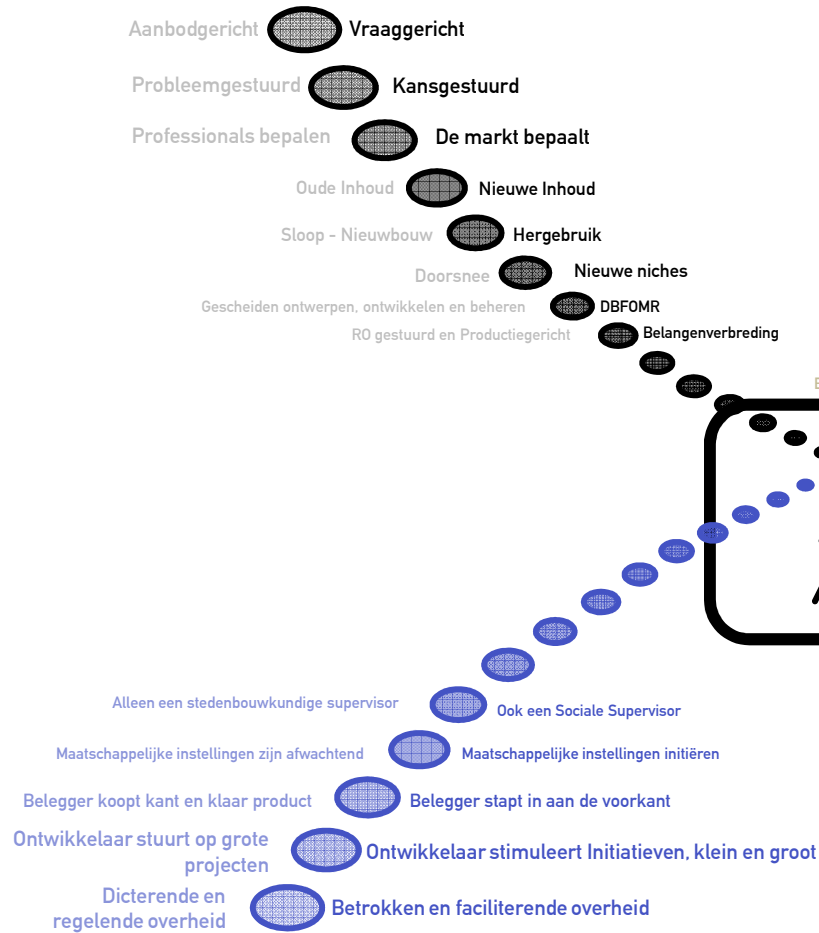 Aanbodgericht Vraaggericht
Probleemgestuurd Kansgestuurd
Professionals bepalen De markt bepaalt
Oude Inhoud Nieuwe Inhoud
Sloop - Nieuwbouw Hergebruik
Doorsnee Nieuwe niches
Gescheiden ontwerpen, ontwikkelen en beheren DBFOMR
RO gestuurd en Productiegericht Belangenverbreding
Alleen een stedenbouwkundige supervisor Ook een Sociale Supervisor
Maatschappelijke instellingen zijn afwachtend Maatschappelijke instellingen initiëren
Belegger koopt kant en klaar product Belegger stapt in aan de voorkant
Ontwikkelaar stuurt op grote
projecten
Ontwikkelaar stimuleert Initiatieven, klein en groot
Dicterende en
regelende overheid
Betrokken en faciliterende overheid